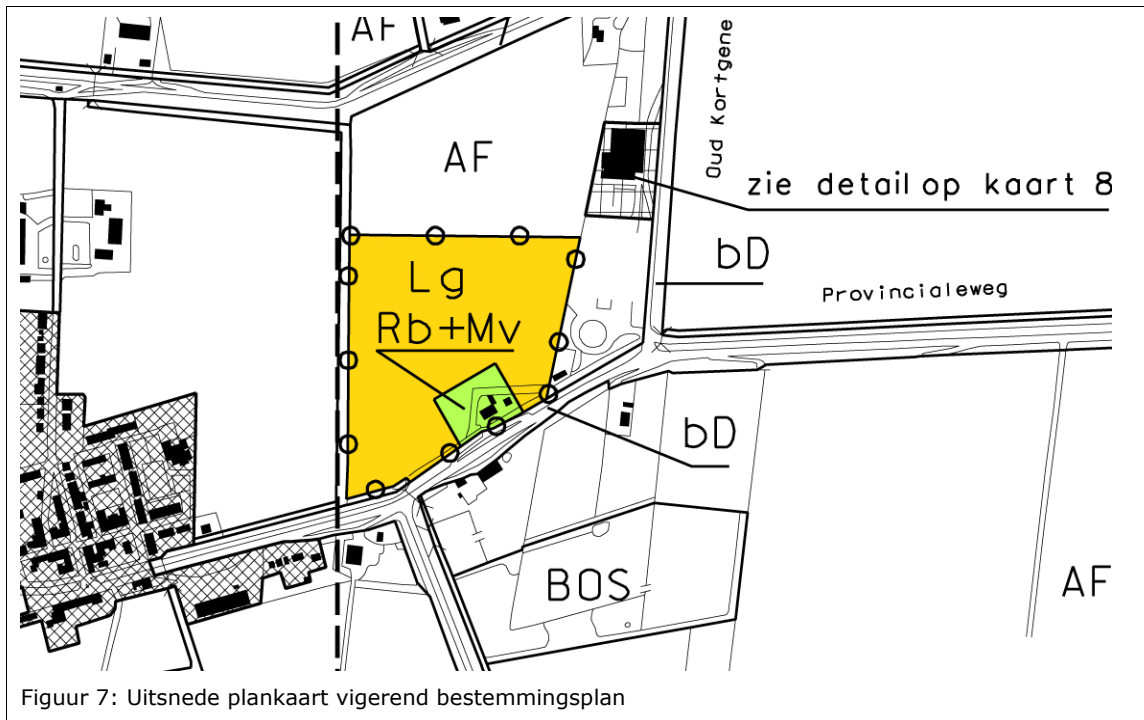 AF
Oud Kortgene
AF
zie detail op kaart 8
bD
Lg
Provincialeweg
Rb+Mv
bD
BOS
AF
Figuur 7: Uitsnede plankaart vigerend bestemmingsplan